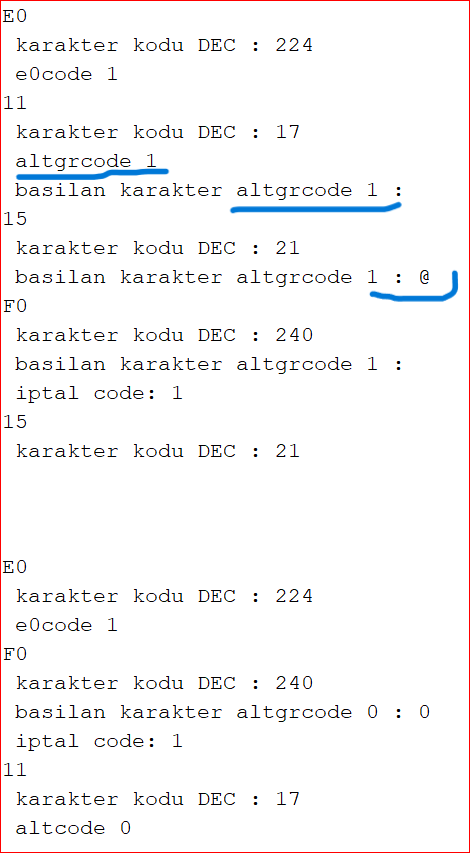 E0
karakter kodu DEC : 224
e0code 1
11
karakter kodu DEC : 17
altgrcode 1
basilan karakter altgrcode 1 :
15
karakter kodu DEC : 21
basilan karakter altgrcode 1 : @
F0
karakter kodu DEC : 240
basilan karakter altgrcode 1 :
iptal code: 1
15
karakter kodu DEC : 21
E0
karakter kodu DEC : 224
e0code 1
F0
karakter kodu DEC : 240
basilan karakter altgrcode 0 : 0
iptal code: 1
11
karakter kodu DEC : 17
altcode 0